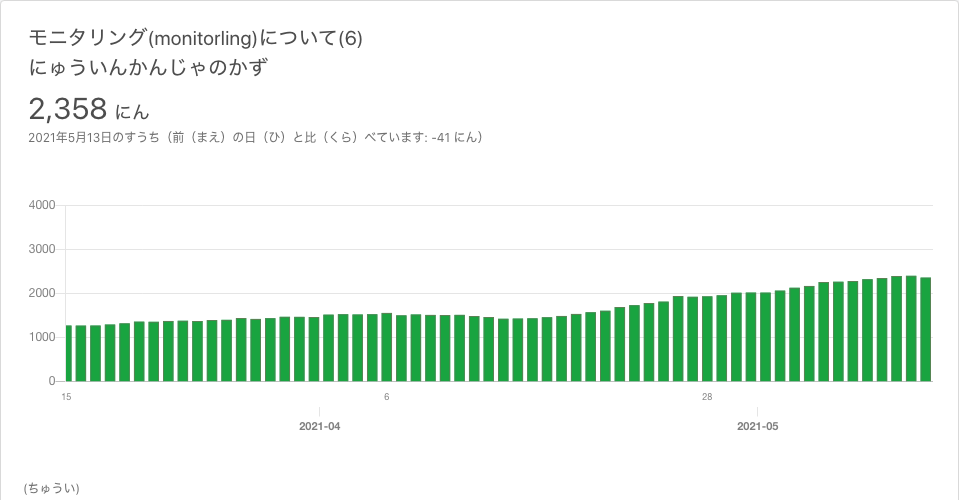 モニタリング(monitorling)について(6)
にゅういんかんじゃのかず
2,358 にん
2021年5月13日のすうち（前（まえ）の日（ひ）と比（くら）べています: -41 にん）
4000
3000
2000
1000
0
15 6 28
2021-04 2021-05
(ちゅうい)